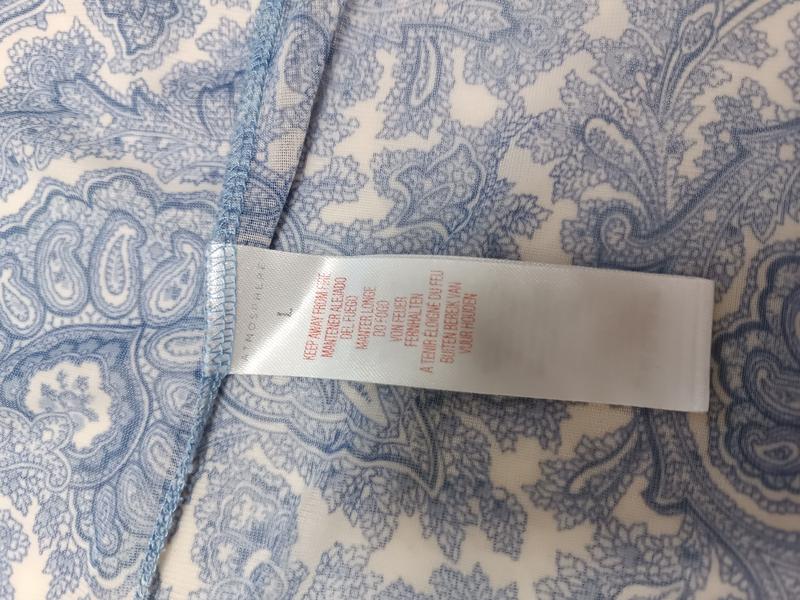 ATMOSPHERE
L
KEEP AWAY FROM FIRE
MANTENER ALEJADO
DEL FUEGO
MANTER LONGE
DO FOGO
VON FEUER
FERNHALTEN
A TENIR ELOIGNE DU FEU
BUITEN BEREIK VAN
VUUR HOUDEN